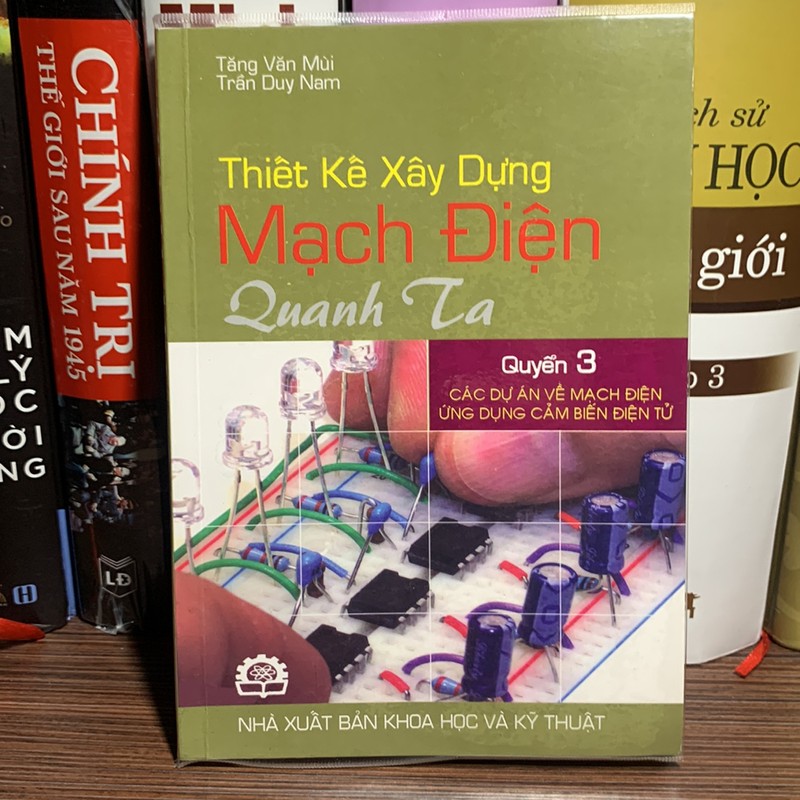 Tăng Văn Mùi
Trần Duy Nam
Thiết Kế Xây Dựng
Mạch Điện
Quanh Ta
Quyển 3
CÁC DỰ ÁN VỀ MẠCH ĐIỆN
ỨNG DỤNG CẢM BIẾN ĐIỆN TỬ
NHÀ XUẤT BẢN KHOA HỌC VÀ KỸ THUẬT
CHÍNH TRỊ
THẾ GIỚI SAU NĂM 1945
LĐ
H
sử
HỌC
giới
3